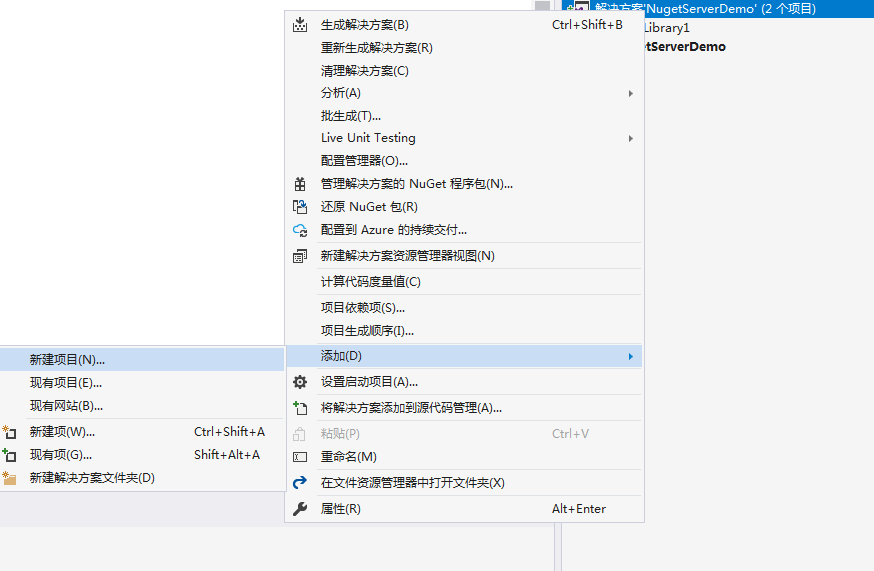 解决方案'NugetServerDemo' (2 个项目)
Library1
etServerDemo
生成解决方案(B) Ctrl+Shift+B
重新生成解决方案(R)
清理解决方案(C)
分析(A)
批生成(T)...
Live Unit Testing
配置管理器(O)...
管理解决方案的 NuGet 程序包(N)...
还原 NuGet 包(R)
配置到 Azure 的持续交付...
新建解决方案资源管理器视图(N)
计算代码度量值(C)
项目依赖项(S)...
项目生成顺序(I)...
添加(D)
设置启动项目(A)...
将解决方案添加到源代码管理(A)...
粘贴(P) Ctrl+V
重命名(M)
在文件资源管理器中打开文件夹(X)
属性(R) Alt+Enter
新建项目(N)...
现有项目(E)...
现有网站(B)...
新建项(W)... Ctrl+Shift+A
现有项(G)... Shift+Alt+A
新建解决方案文件夹(D)